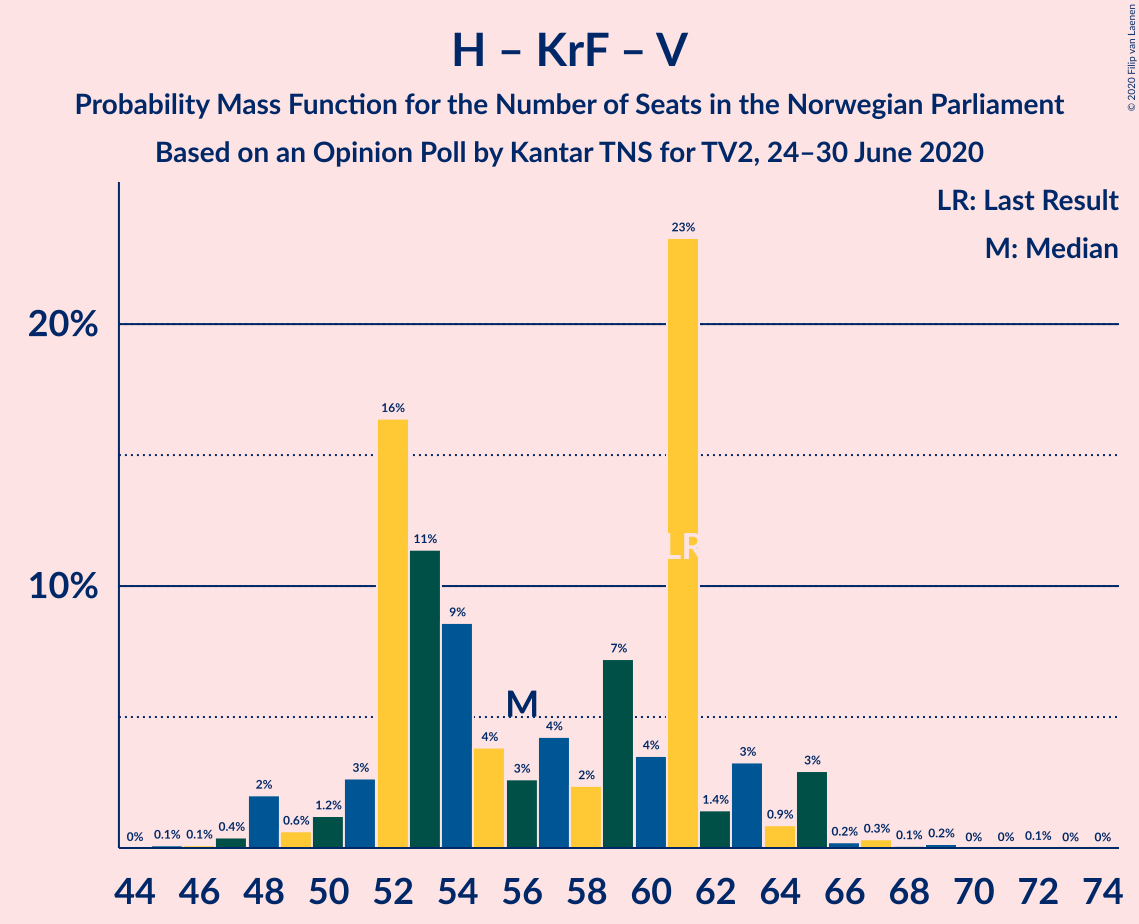 H – KrF – V
Probability Mass Function for the Number of Seats in the Norwegian Parliament
Based on an Opinion Poll by Kantar TNS for TV2, 24–30 June 2020
© 2020 Filip van Laenen
LR: Last Result
M: Median
20%
10%
0% 0.1% 0.1% 0.4% 2% 0.6% 1.2% 3% 16% 11% 9% 4% 3% 4% 2% 7% 4% 23% 1.4% 3% 0.9% 3% 0.2% 0.3% 0.1% 0.2% 0% 0% 0.1% 0% 0%
M
LR
44 46 48 50 52 54 56 58 60 62 64 66 68 70 72 74